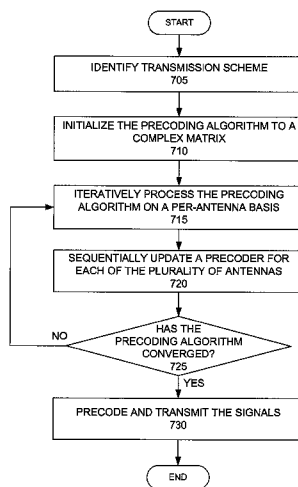 START
IDENTIFY TRANSMISSION SCHEME
705
INITIALIZE THE PRECODING ALGORITHM TO A
COMPLEX MATRIX
710
ITERATIVELY PROCESS THE PRECODING
ALGORITHM ON A PER-ANTENNA BASIS
715
SEQUENTIALLY UPDATE A PRECODER FOR
EACH OF THE PLURALITY OF ANTENNAS
720
NO
HAS THE
PRECODING ALGORITHM
CONVERGED?
725
YES
PRECODE AND TRANSMIT THE SIGNALS
730
END